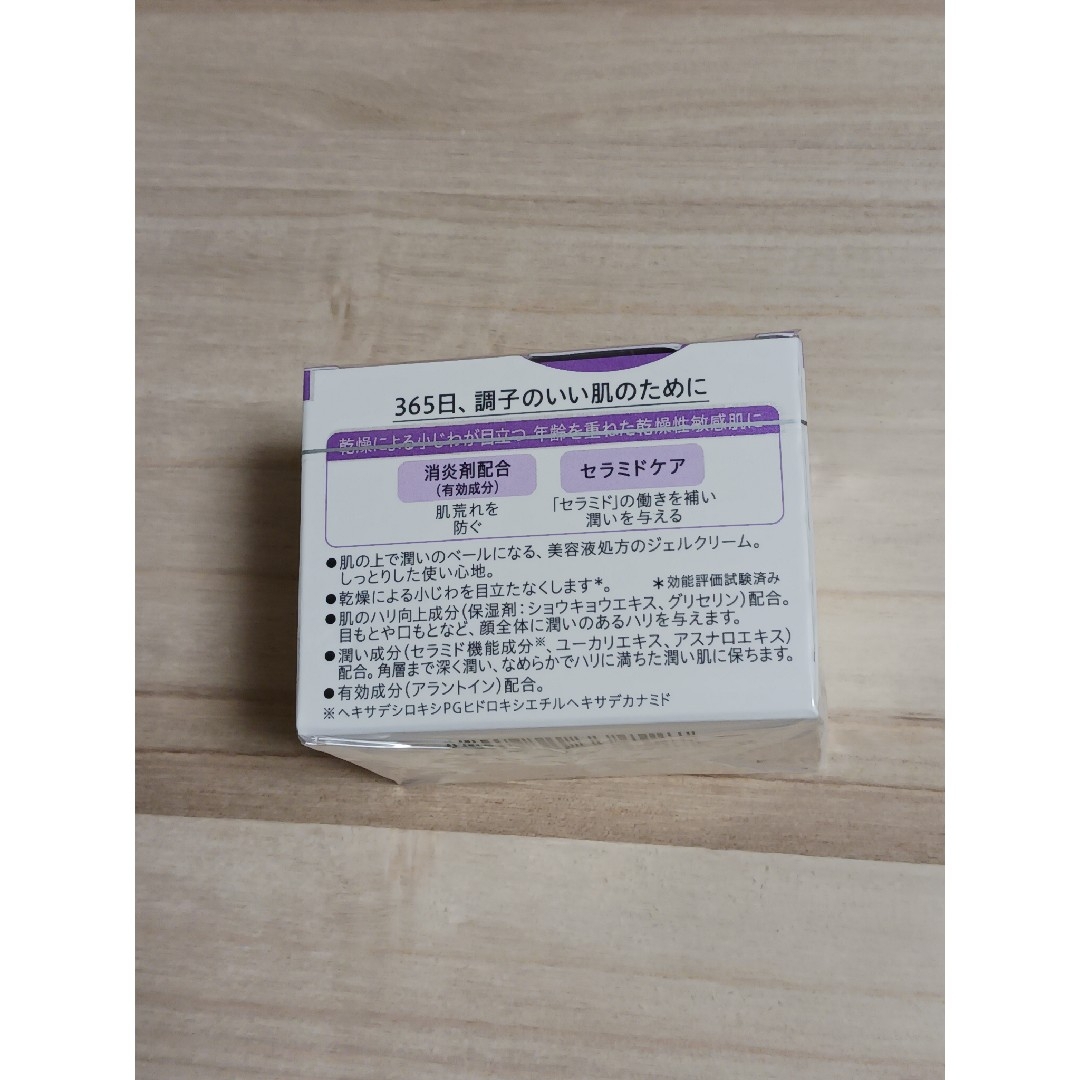 365日、調子のいい肌のために
乾燥による小じわが目立つ 年齢を重ねた乾燥性敏感肌に
消炎剤配合
(有効成分)
セラミドケア
肌荒れを
防ぐ
「セラミド」の働きを補い
潤いを与える
●肌の上で潤いのベールになる、美容液処方のジェルクリーム。
しっとりした使い心地。
●乾燥による小じわを目立たなくします*。 *効能評価試験済み
●肌のハリ向上成分(保湿剤:ショウキョウエキス、グリセリン)配合。
目もとや口もとなど、顔全体に潤いのあるハリを与えます。
●潤い成分(セラミド機能成分※、ユーカリエキス、アスナロエキス)
配合。角層まで深く潤い、なめらかでハリに満ちた潤い肌に保ちます。
●有効成分(アラントイン)配合。
※ヘキサデシロキシPGヒドロキシエチルヘキサデカナミド